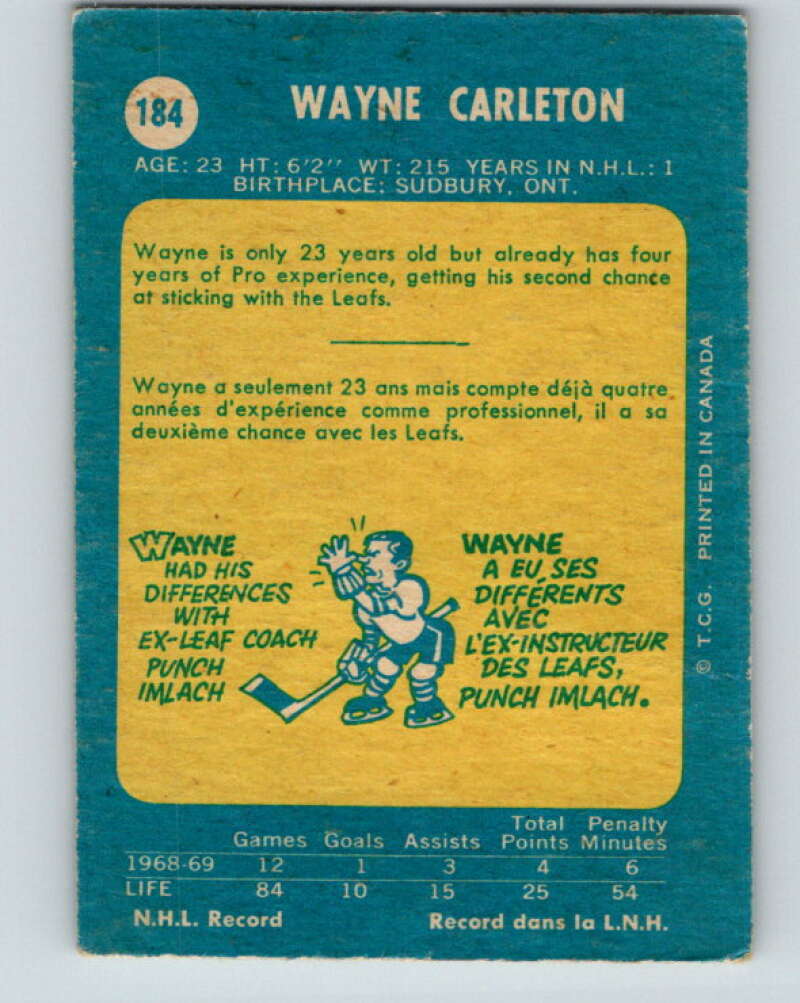 184
WAYNE CARLETON
AGE: 23 HT: 6'2" WT: 215 YEARS IN N.H.L.: 1
BIRTHPLACE: SUDBURY, ONT.
Wayne is only 23 years old but already has four
years of Pro experience, getting his second chance
at sticking with the Leafs.
Wayne a seulement 23 ans mais compte déjà quatre
années d'expérience comme professionnel, il a sa
deuxième chance avec les Leafs.
WAYNE
HAD HIS
DIFFERENCES
WITH
EX-LEAF COACH
PUNCH
IMLACH
WAYNE
A EU SES
DIFFÉRENTS
AVEC
L'EX-INSTRUCTEUR
DES LEAFS,
PUNCH IMLACH.
© T.C.G. PRINTED IN CANADA
Total Penalty
Games Goals Assists Points Minutes
1968-69 12 1 3 4 6
LIFE 84 10 15 25 54
N.H.L. Record Record dans la L.N.H.